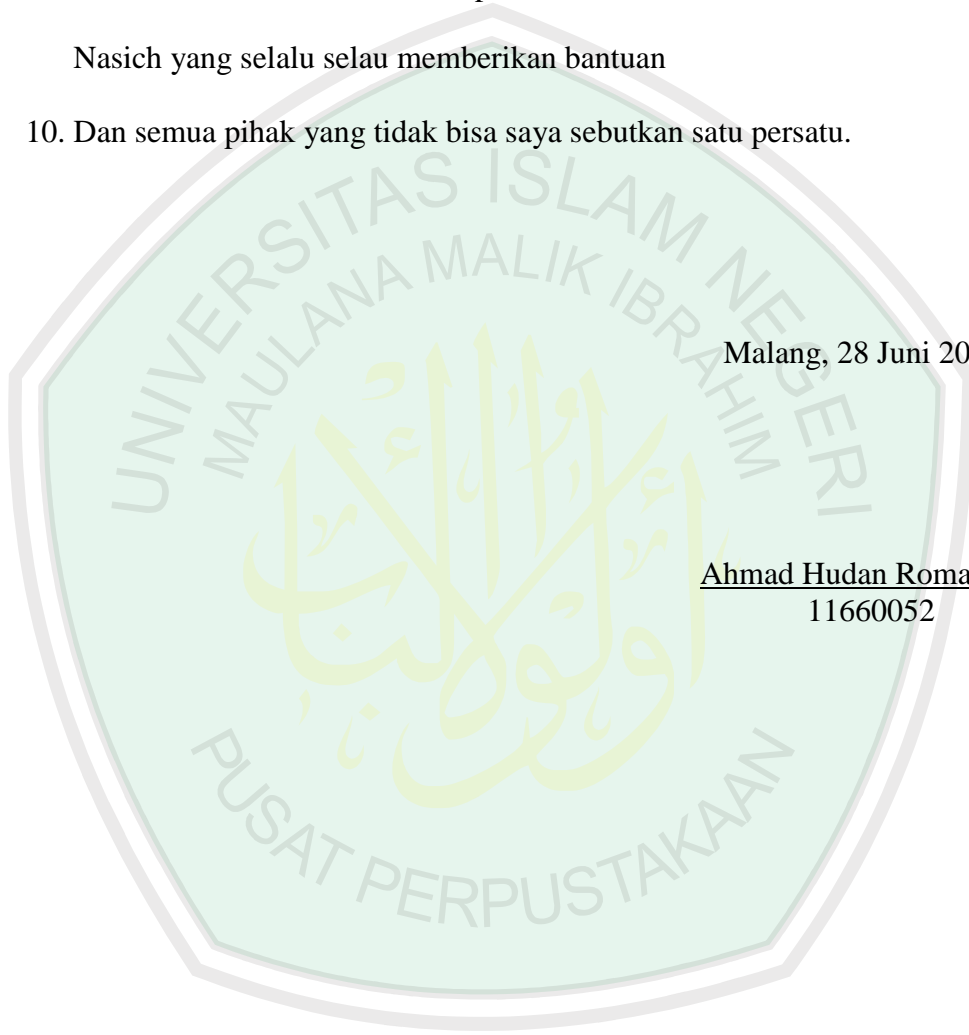 Nasich yang selalu selau memberikan bantuan
10. Dan semua pihak yang tidak bisa saya sebutkan satu persatu.
UNIVERSITAS ISLAM NEGERI
MAULANA MALIK IBRAHIM
Malang, 28 Juni 20
Ahmad Hudan Roma
11660052
PUSAT PERPUSTAKAAN